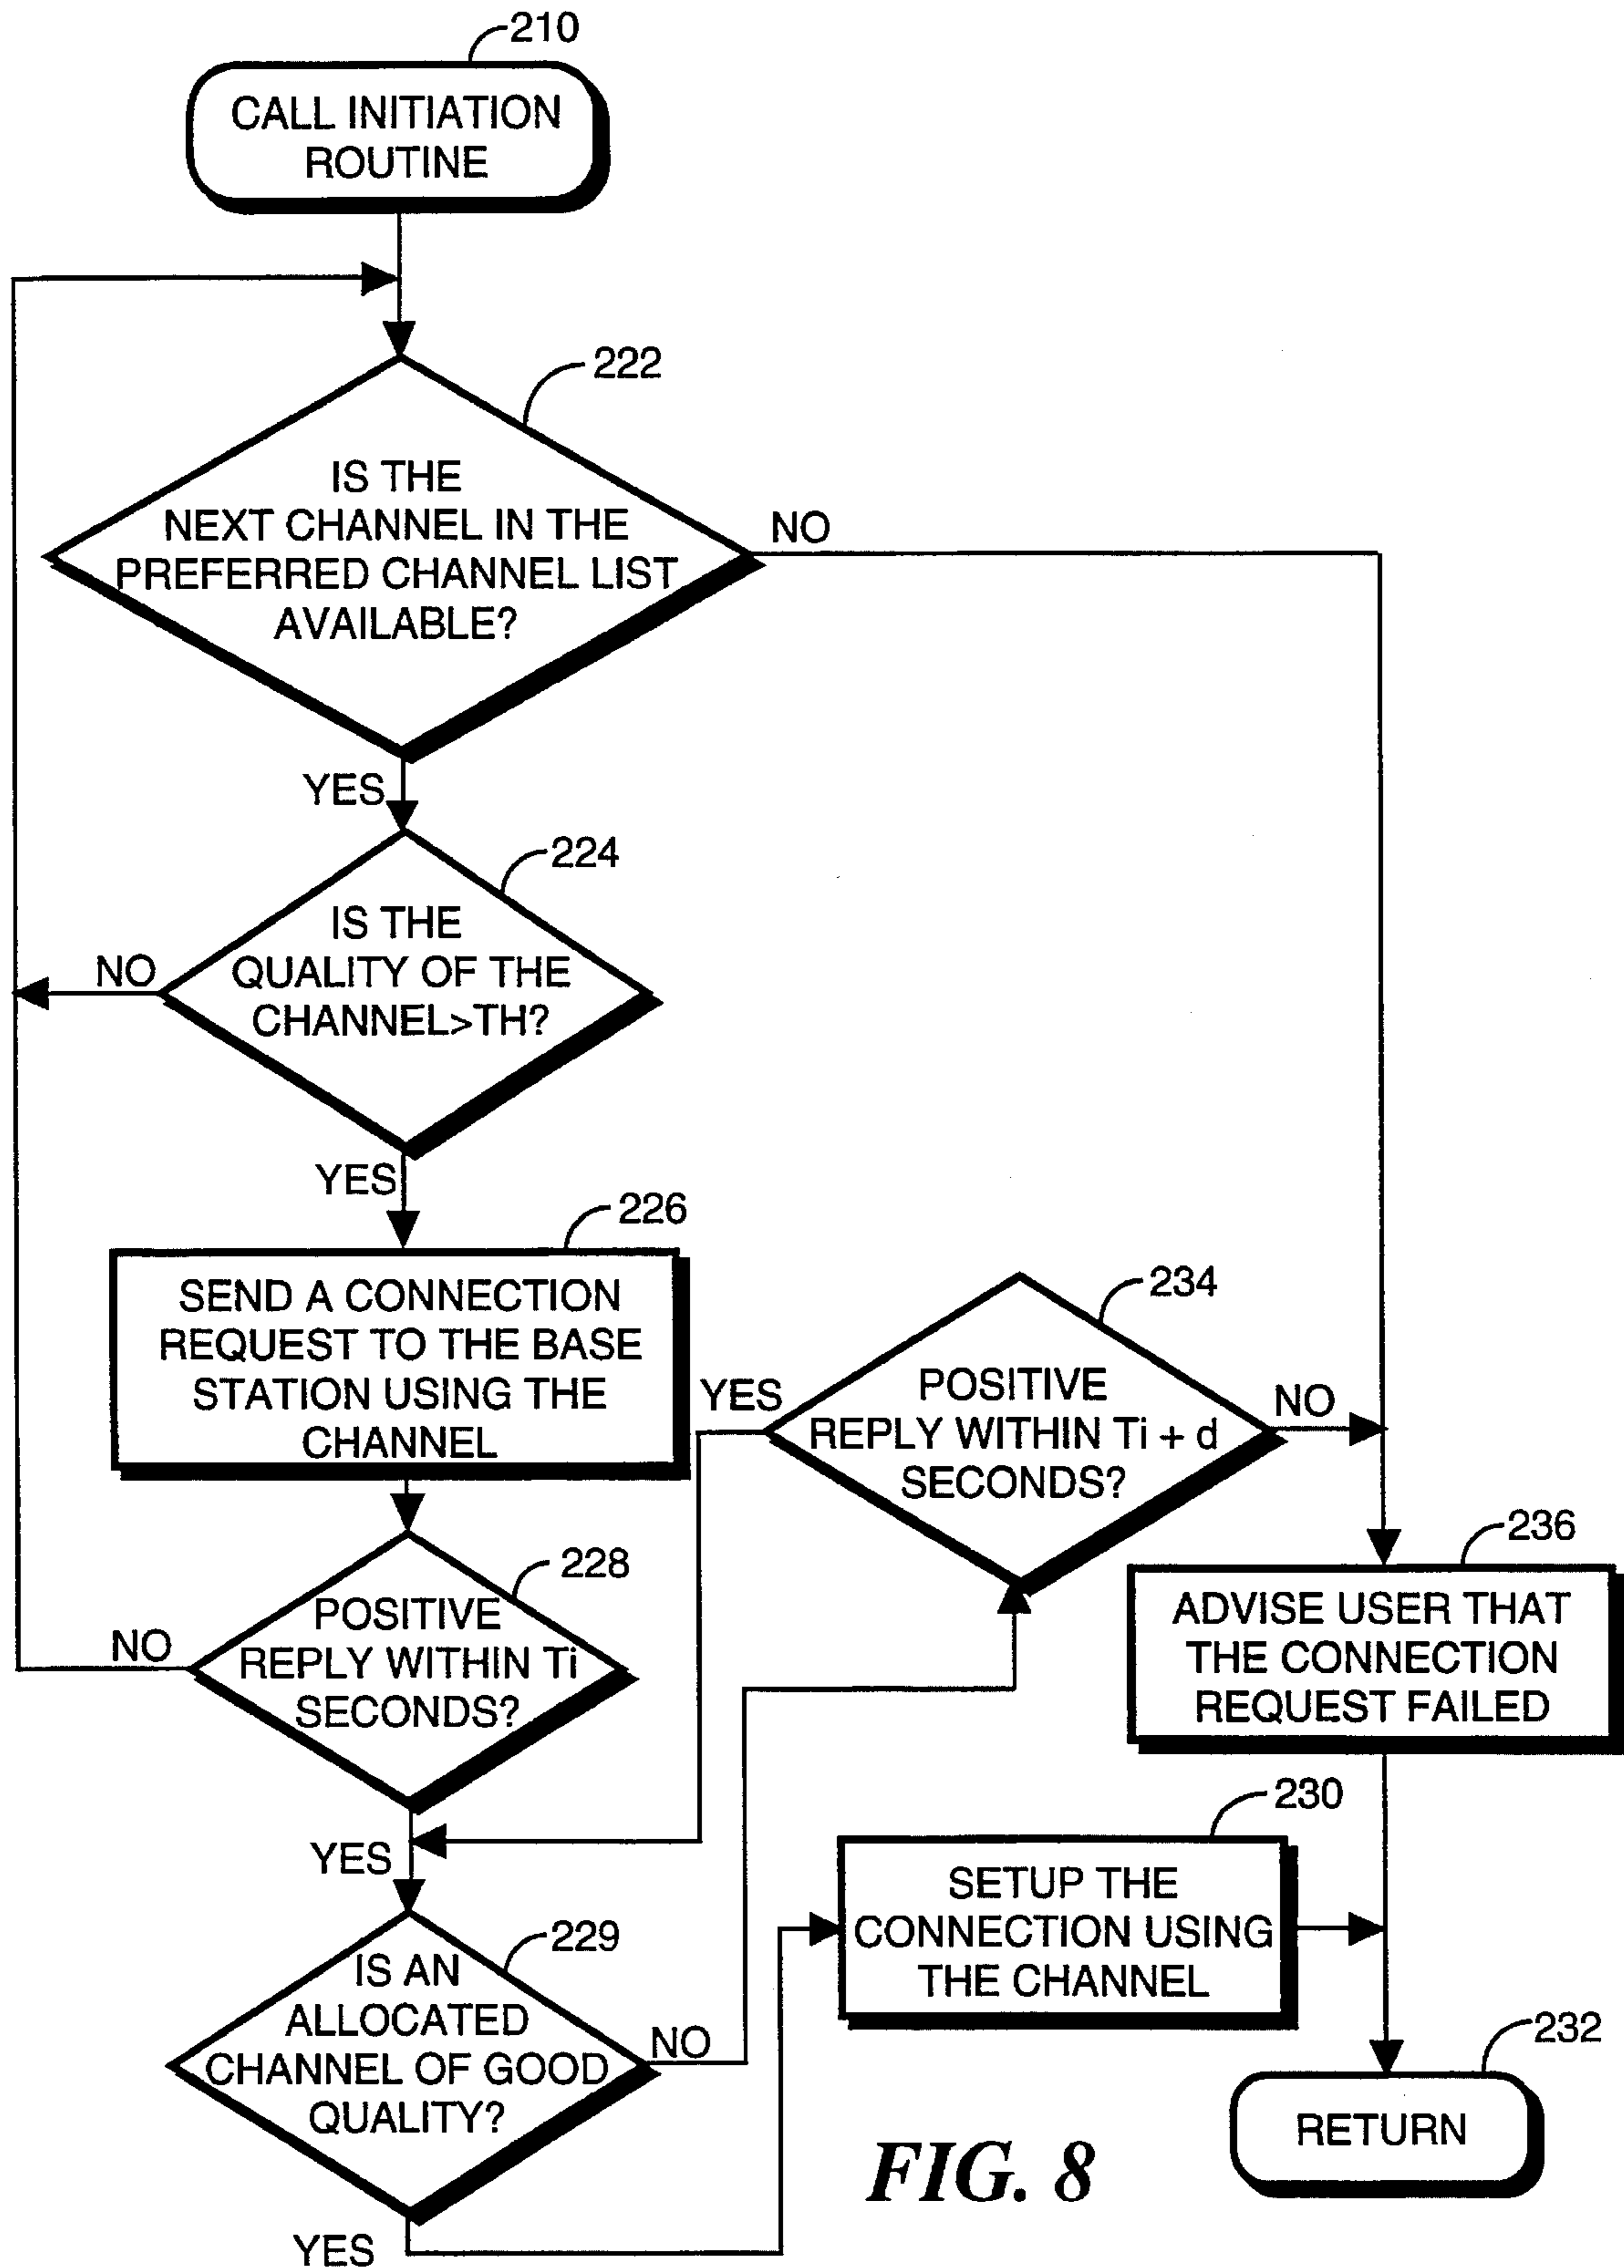 210
CALL INITIATION
ROUTINE
222
IS THE
NEXT CHANNEL IN THE
PREFERRED CHANNEL LIST
AVAILABLE?
NO
YES
224
IS THE
QUALITY OF THE
CHANNEL>TH?
NO
YES
226
SEND A CONNECTION
REQUEST TO THE BASE
STATION USING THE
CHANNEL
234
POSITIVE
REPLY WITHIN Ti + d
SECONDS?
YES
NO
228
POSITIVE
REPLY WITHIN Ti
SECONDS?
NO
YES
236
ADVISE USER THAT
THE CONNECTION
REQUEST FAILED
229
IS AN
ALLOCATED
CHANNEL OF GOOD
QUALITY?
NO
YES
230
SETUP THE
CONNECTION USING
THE CHANNEL
232
RETURN
FIG. 8